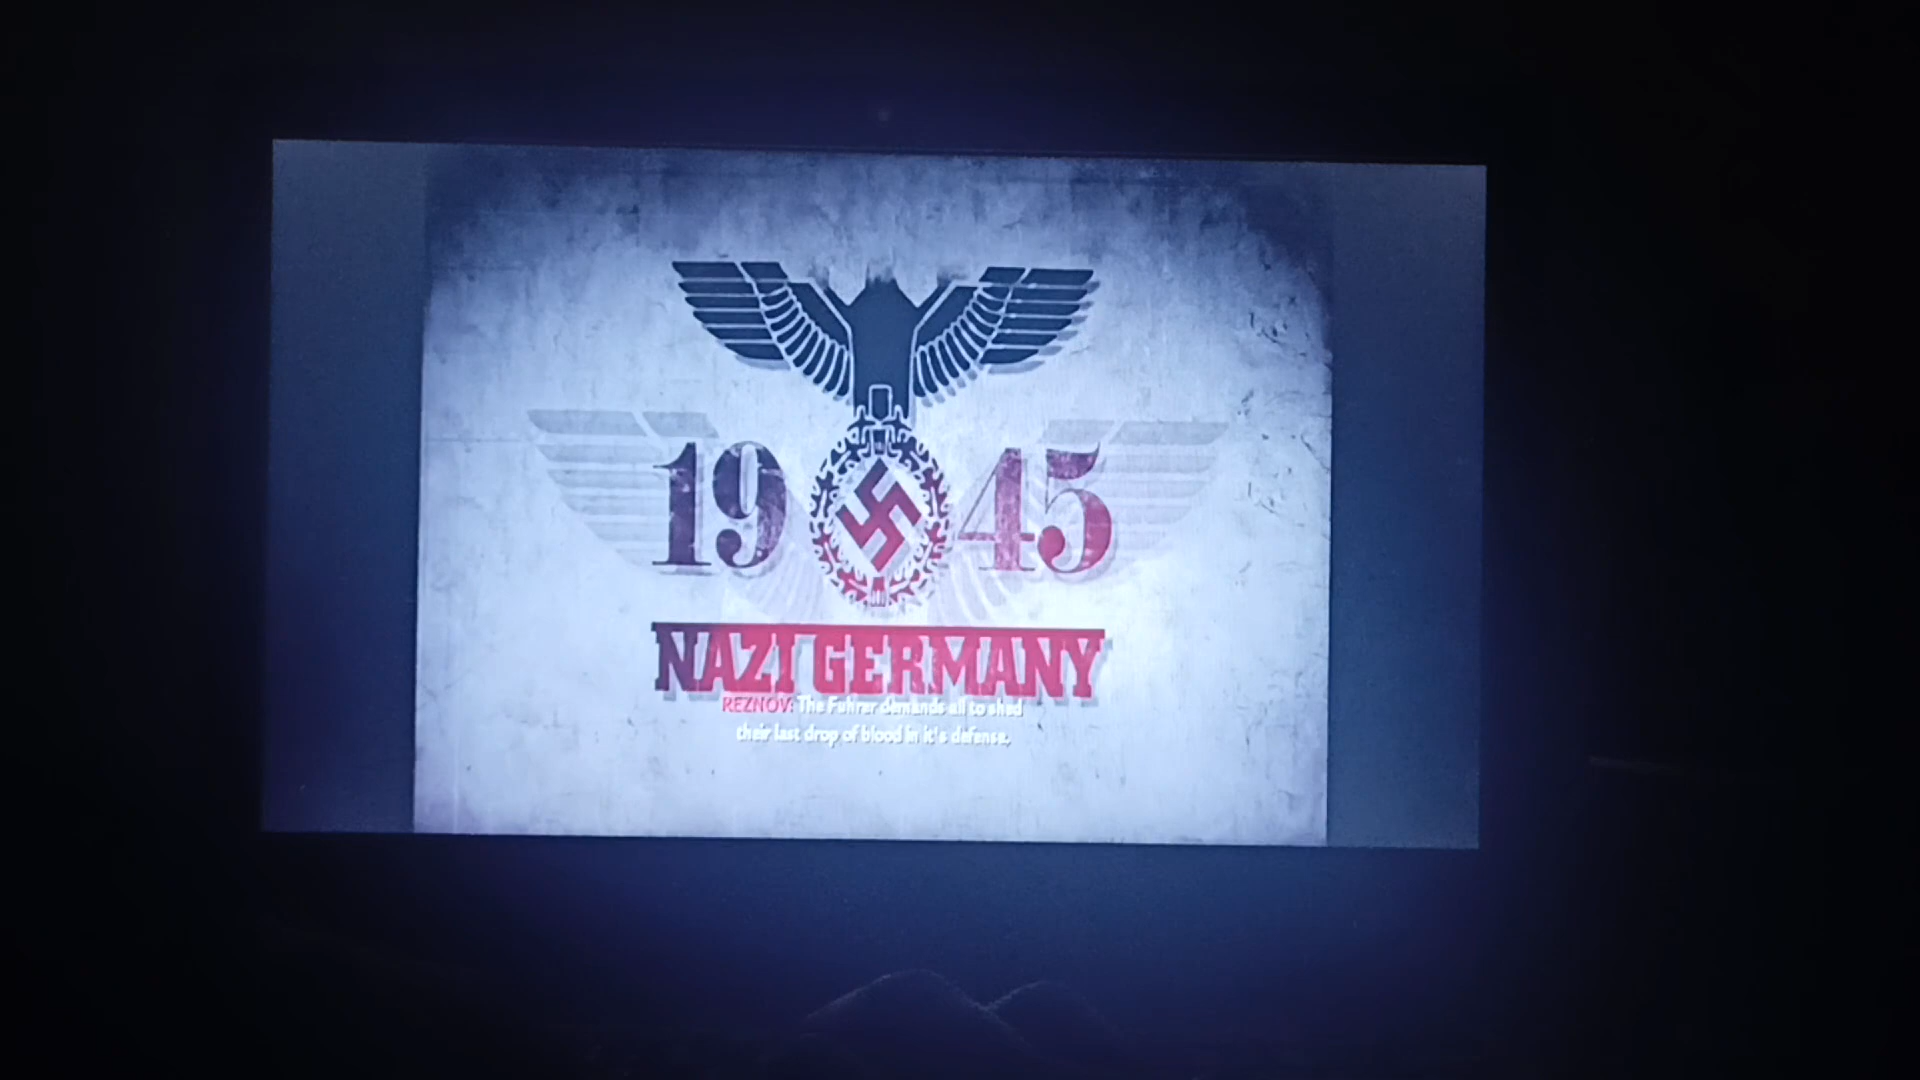 19 45
NAZI GERMANY
REZNOV: The Fuhrer demands all to shed
their last drop of blood in it's defense.